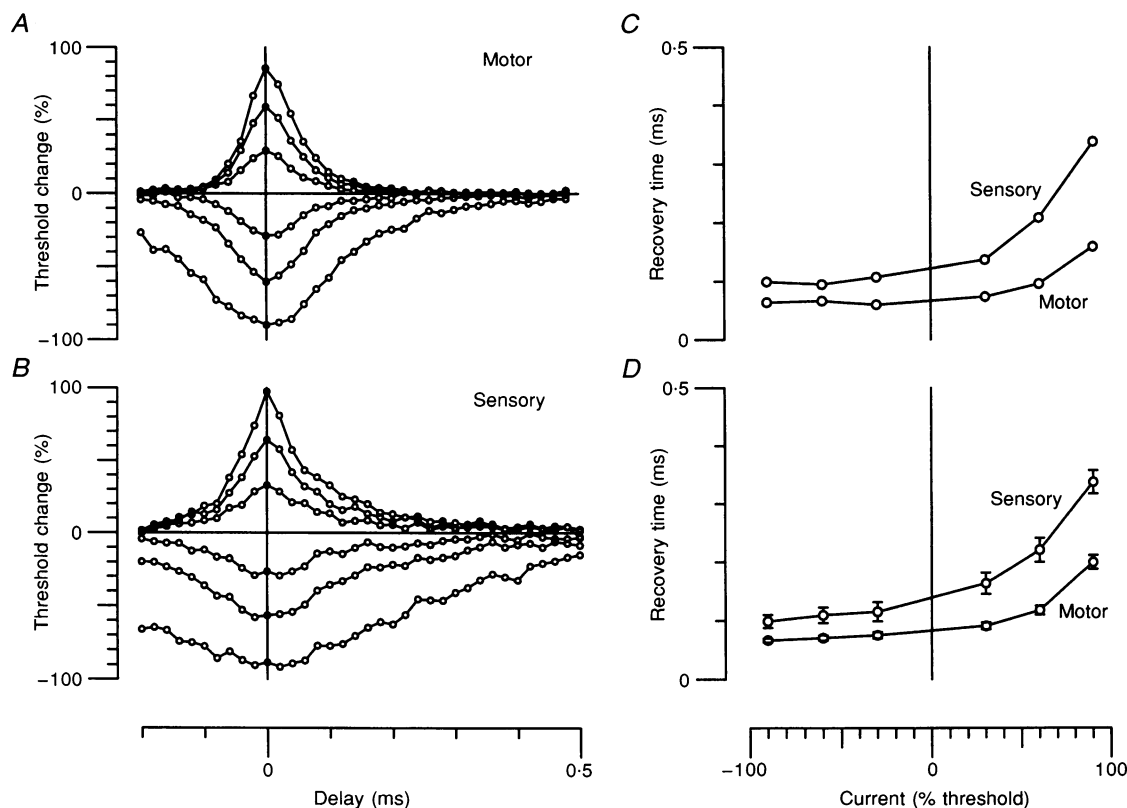 A
100
Threshold change (%)
0
−100
Motor
B
100
Threshold change (%)
0
−100
Sensory
0
0·5
Delay (ms)
C
0·5
Recovery time (ms)
0
Sensory
Motor
D
0·5
Recovery time (ms)
0
Sensory
Motor
−100
0
100
Current (% threshold)